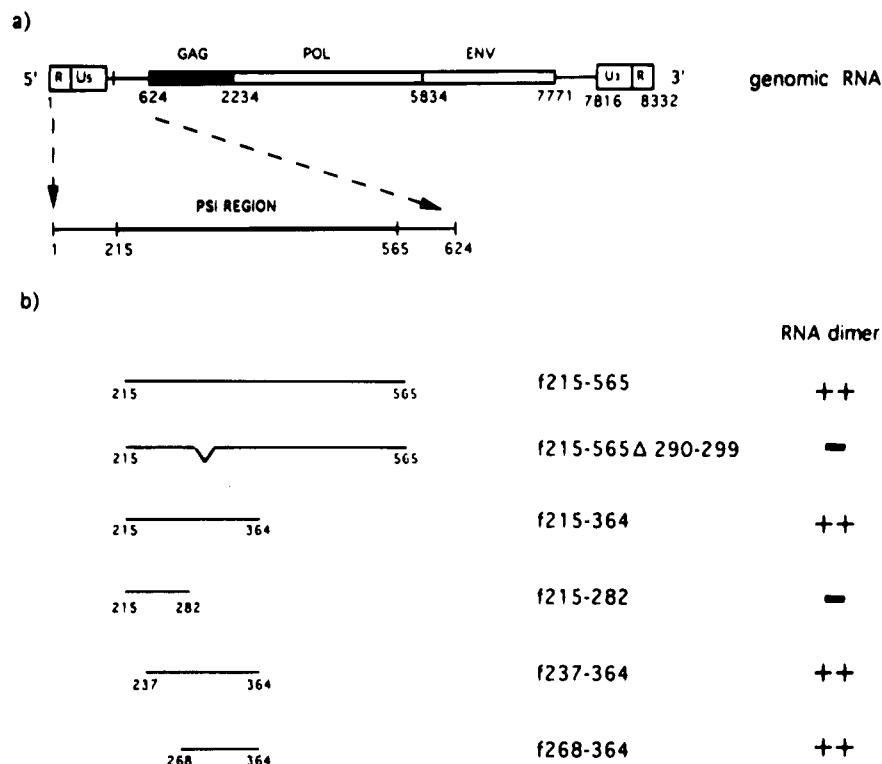 a)
GAG POL ENV
5' R U5 U3 R 3' genomic RNA
1 624 2234 5834 7771 7816 8332
PSI REGION
1 215 565 624
b)
RNA dimer
215 565 f215-565 ++
215 565 f215-565 Δ 290-299 -
215 364 f215-364 ++
215 282 f215-282 -
237 364 f237-364 ++
268 364 f268-364 ++